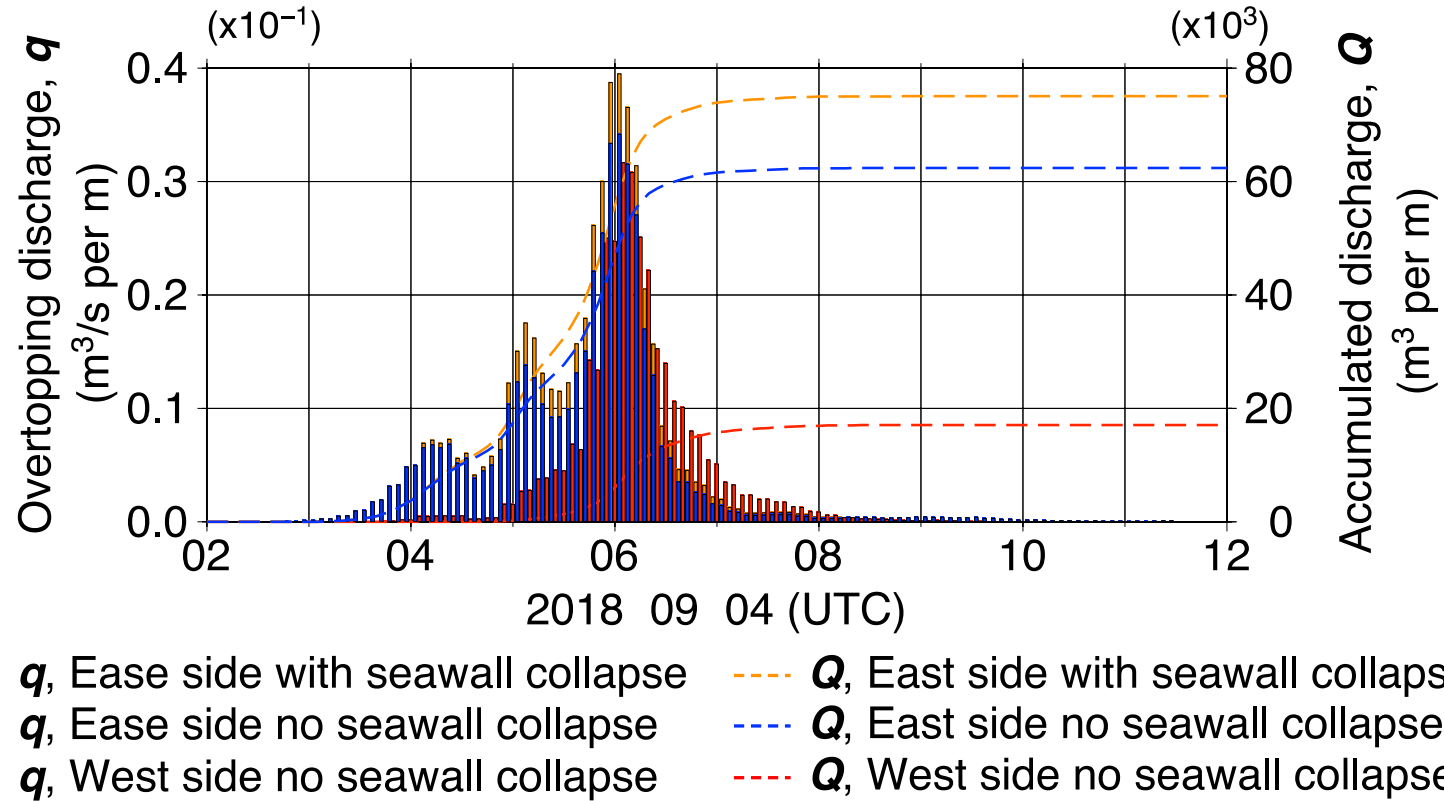 (x10⁻¹)
(x10³)
Overtopping discharge, q
(m³/s per m)
0.4
0.3
0.2
0.1
0.0
80
60
40
20
0
Accumulated discharge, Q
(m³ per m)
02 04 06 08 10 12
2018 09 04 (UTC)
q, Ease side with seawall collapse
Q, East side with seawall collaps
q, Ease side no seawall collapse
Q, East side no seawall collapse
q, West side no seawall collapse
Q, West side no seawall collapse